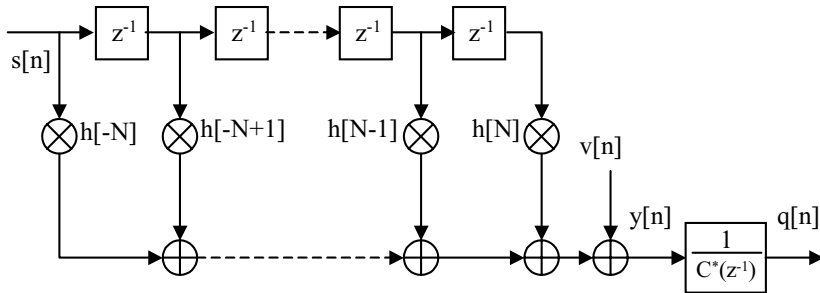 z⁻¹ z⁻¹ z⁻¹ z⁻¹
s[n]
h[-N] h[-N+1] h[N-1] h[N]
v[n]
y[n] q[n]
1
C*(z⁻¹)